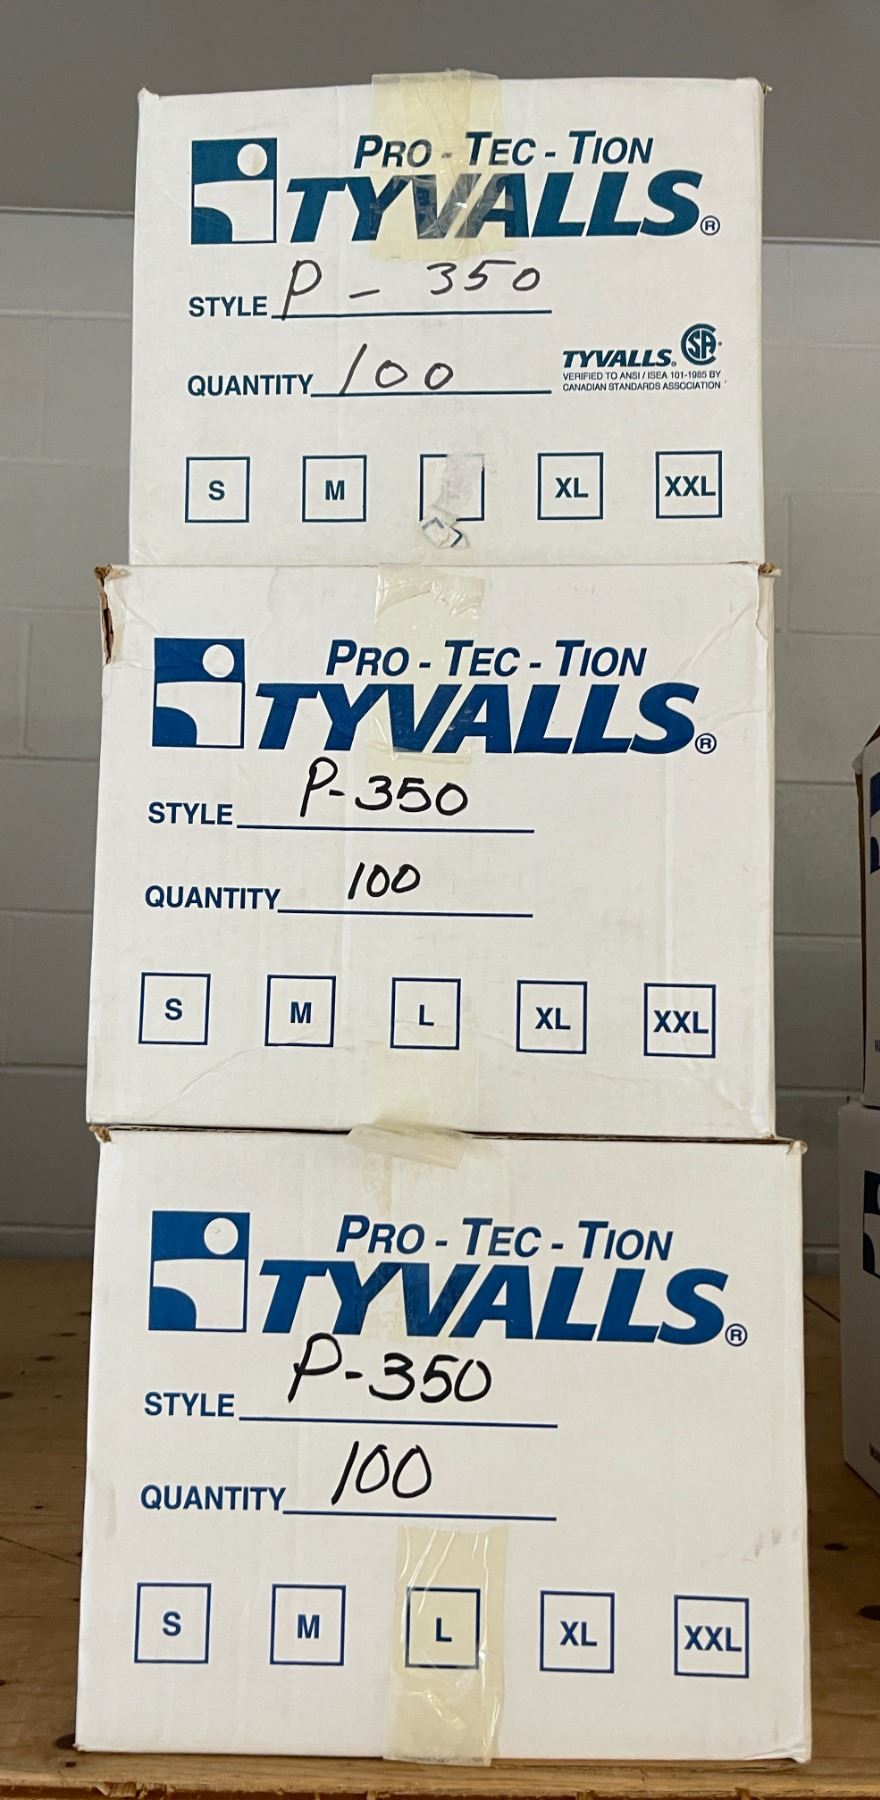 PRO - TEC - TION
TYVALLS®
STYLE P - 350
QUANTITY 100
TYVALLS®
VERIFIED TO ANSI / ISEA 101-1985 BY
CANADIAN STANDARDS ASSOCIATION
S M XL XXL
PRO - TEC - TION
TYVALLS®
STYLE P-350
QUANTITY 100
S M L XL XXL
PRO - TEC - TION
TYVALLS®
STYLE P-350
QUANTITY 100
S M L XL XXL